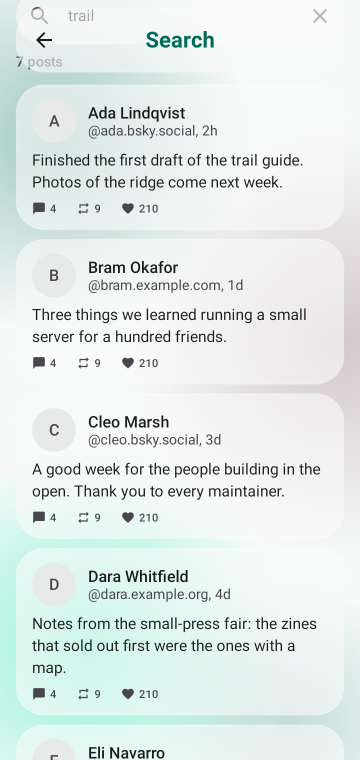 trail
Search
7 posts
A
Ada Lindqvist
@ada.bsky.social, 2h
Finished the first draft of the trail guide.
Photos of the ridge come next week.
4 9 210
B
Bram Okafor
@bram.example.com, 1d
Three things we learned running a small
server for a hundred friends.
4 9 210
C
Cleo Marsh
@cleo.bsky.social, 3d
A good week for the people building in the
open. Thank you to every maintainer.
4 9 210
D
Dara Whitfield
@dara.example.org, 4d
Notes from the small-press fair: the zines
that sold out first were the ones with a
map.
4 9 210
E
Eli Navarro